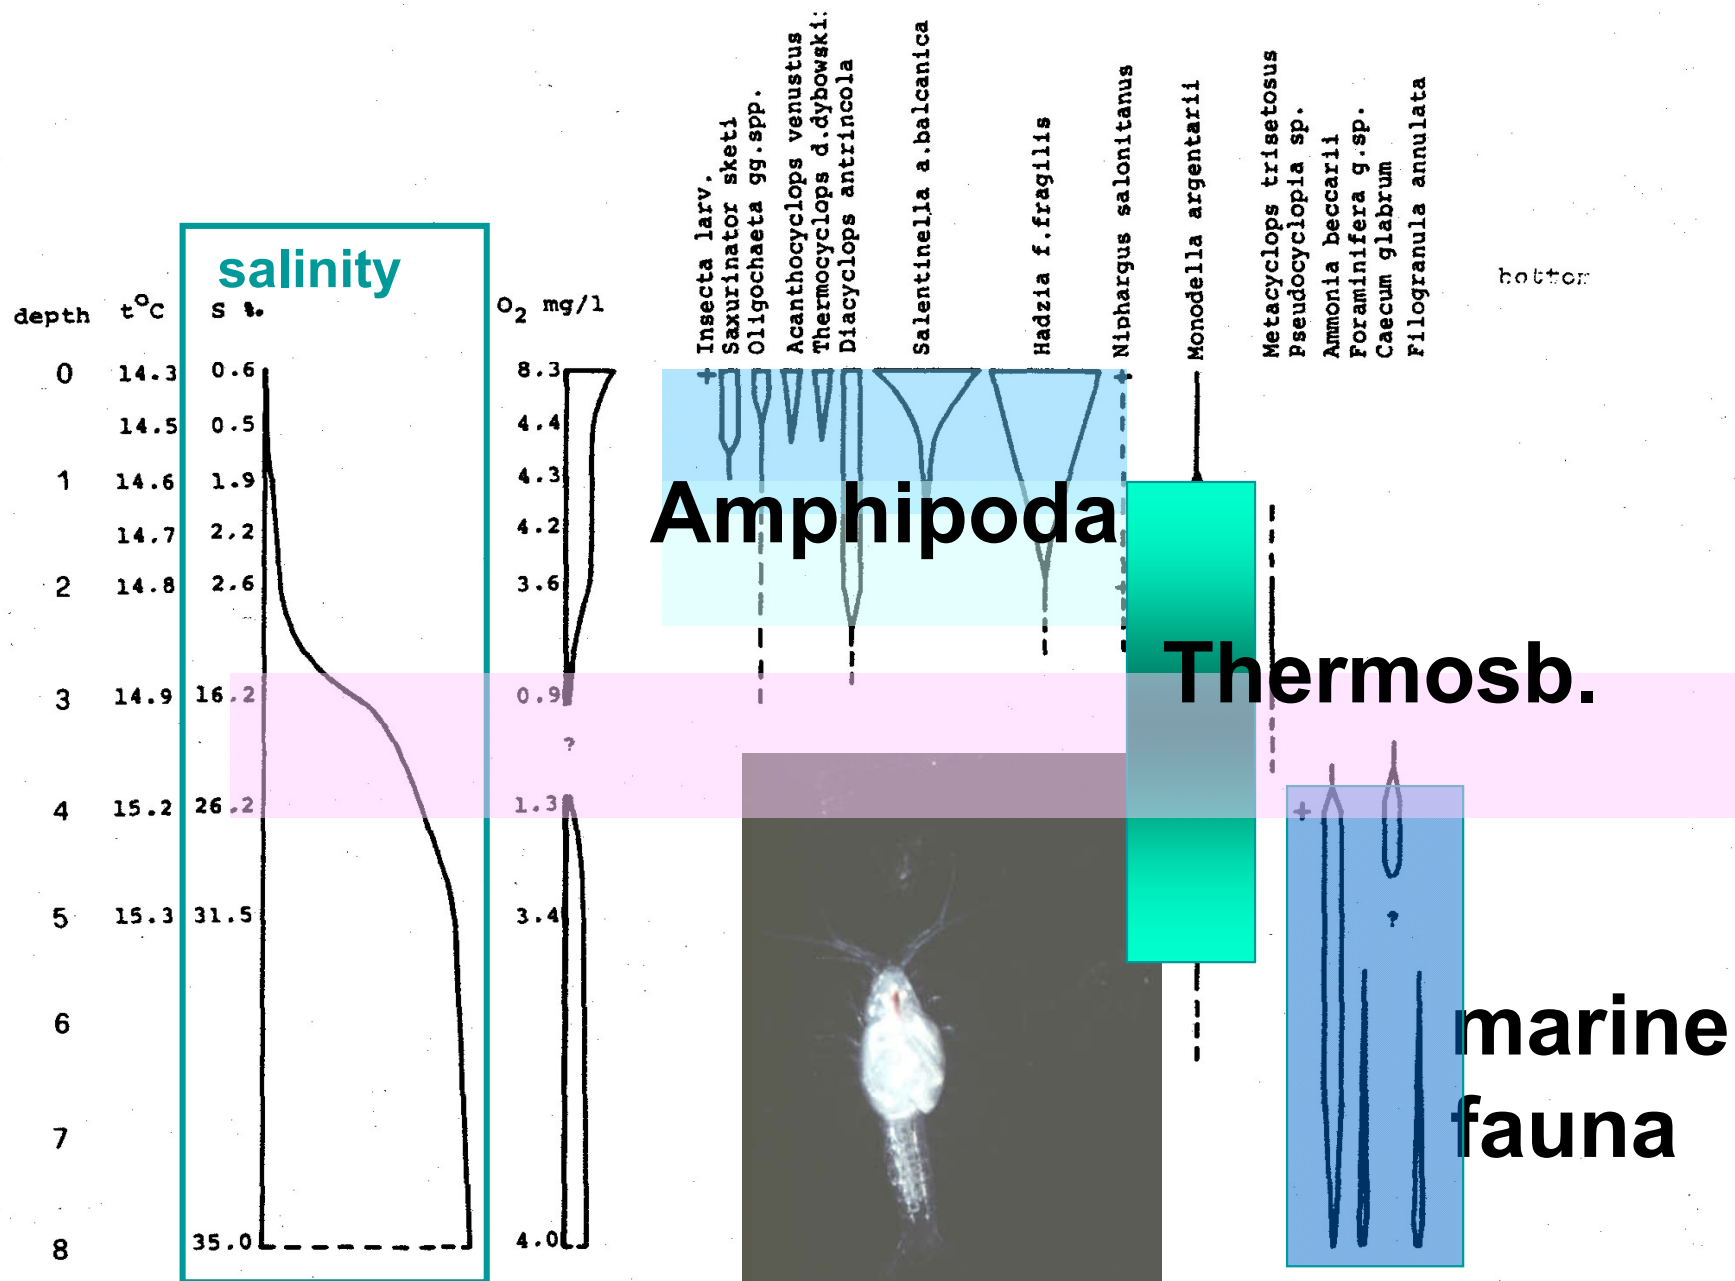 Insecta larv.
Saxurinator sketi
Oligochaeta gg.spp.
Acanthocyclops venustus
Thermocyclops d.dybowski:
Diacyclops antrincola
Salentinella a.balcanica
Hadzia f.fragilis
Niphargus salonitanus
Monodella argentarii
Metacyclops trisetosus
Pseudocyclopia sp.
Ammonia beccarii
Foraminifera g.sp.
Caecum glabrum
Filogranula annulata
bottom
salinity
depth t°C S ‰ O₂ mg/l
0 14.3 0.6 8.3
14.5 0.5 4.4
1 14.6 1.9 4.3
Amphipoda
14.7 2.2 4.2
2 14.8 2.6 3.6
Thermosb.
3 14.9 16.2 0.9
?
4 15.2 26.2 1.3
5 15.3 31.5 3.4 ?
6
marine
fauna
7
8 35.0 4.0